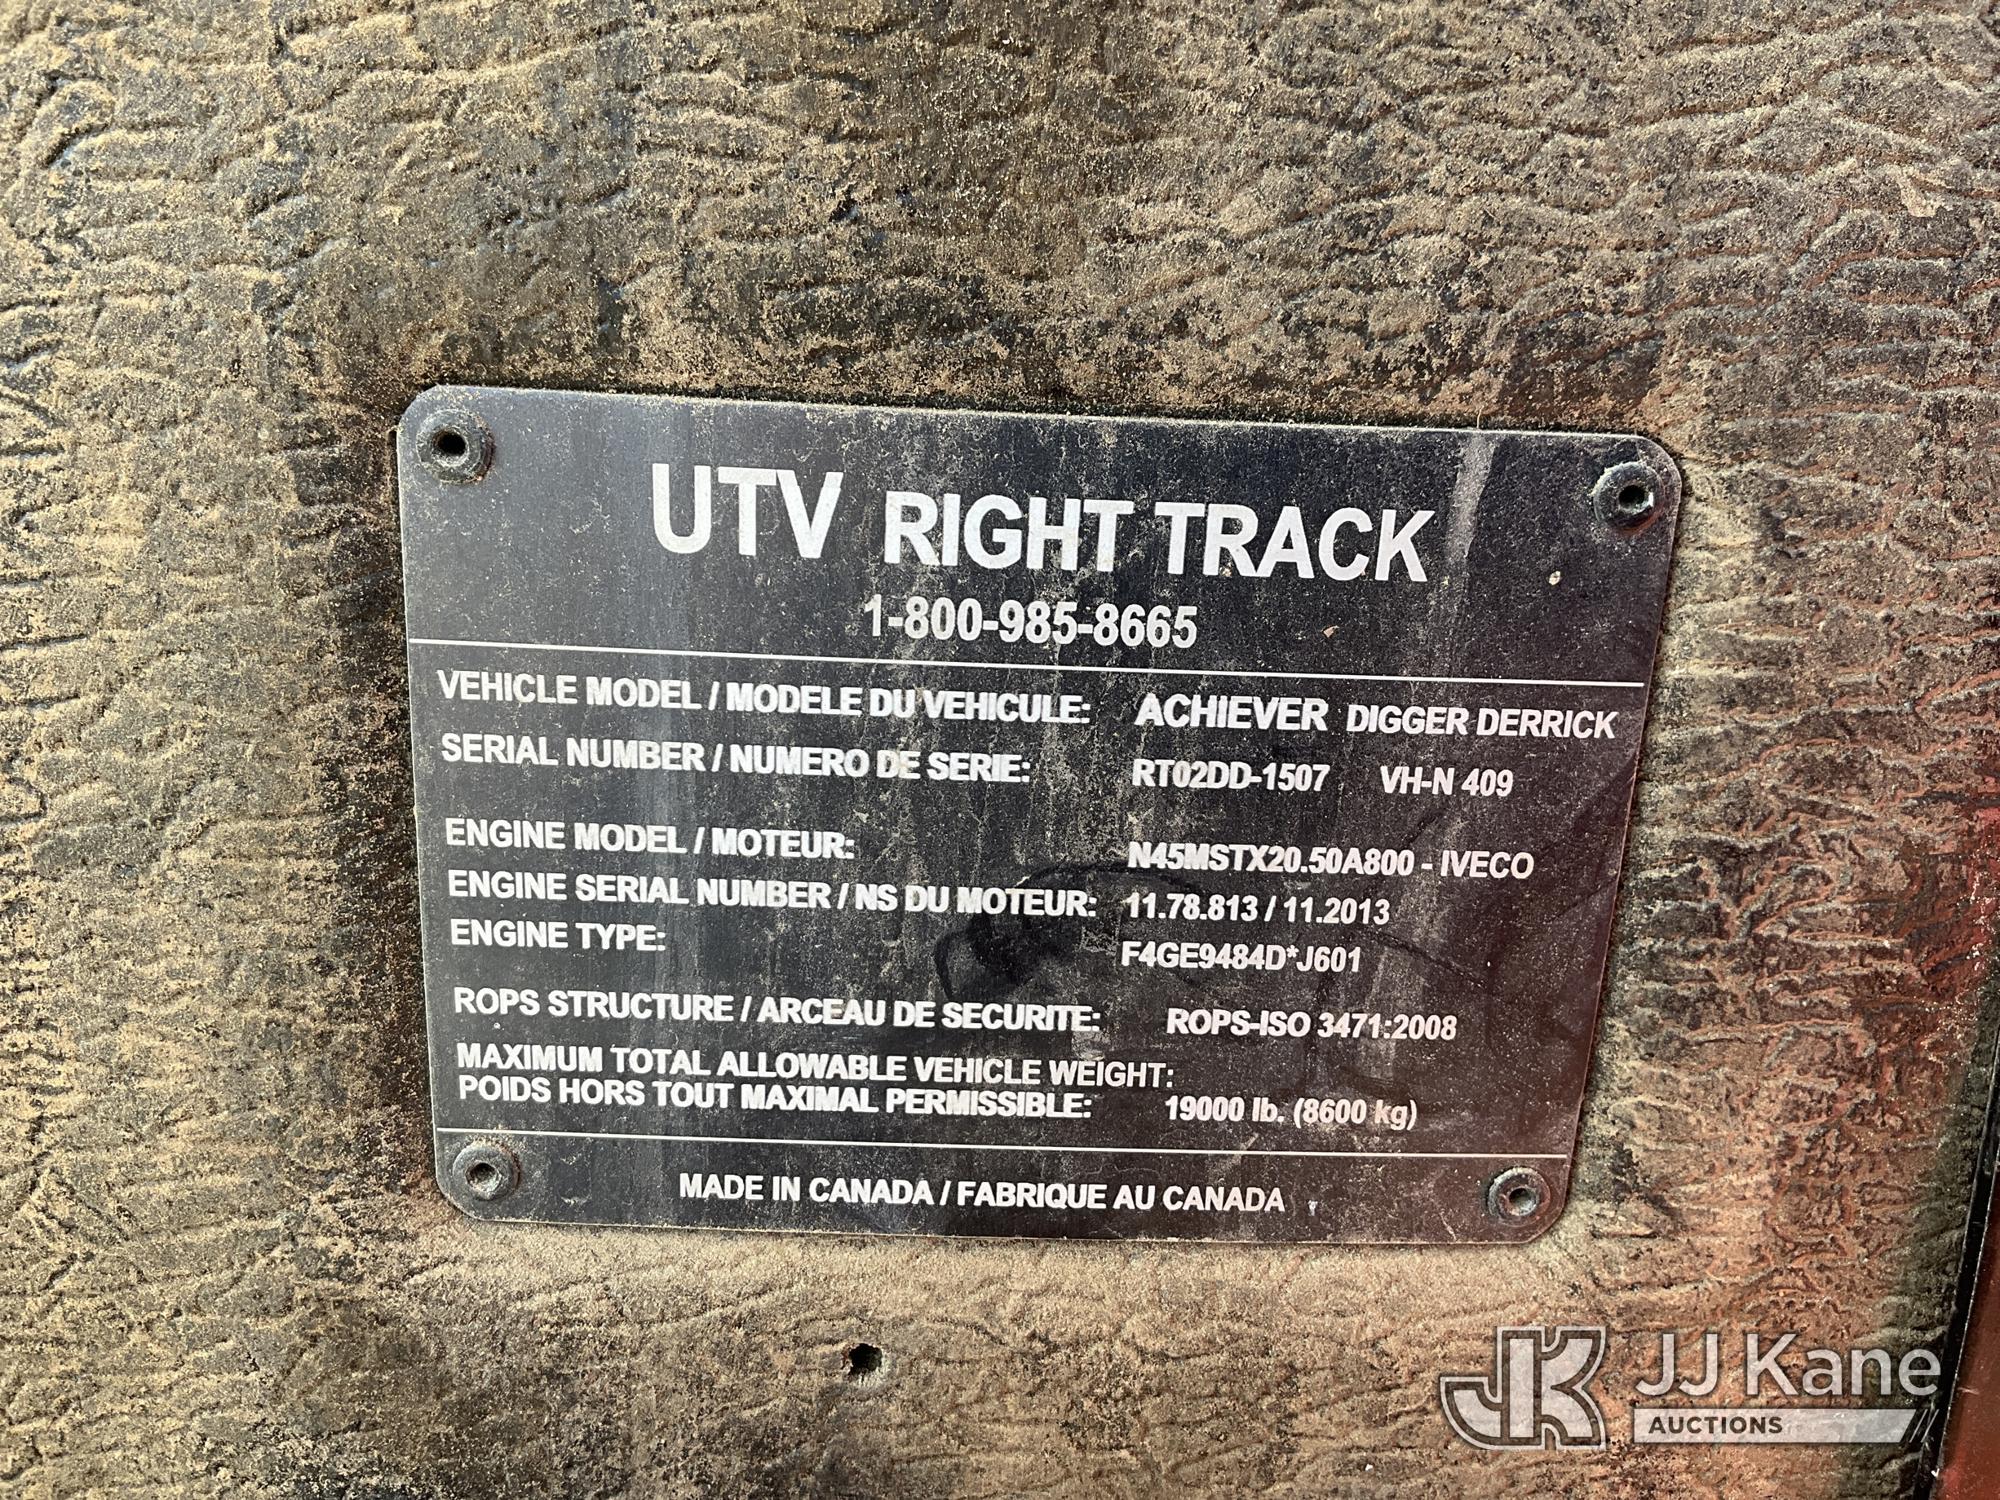 UTV RIGHT TRACK
1-800-985-8665
VEHICLE MODEL / MODELE DU VEHICULE: ACHIEVER DIGGER DERRICK
SERIAL NUMBER / NUMERO DE SERIE: RT02DD-1507 VH-N 409
ENGINE MODEL / MOTEUR: N45MSTX20.50A800 - IVECO
ENGINE SERIAL NUMBER / NS DU MOTEUR: 11.78.813 / 11.2013
ENGINE TYPE: F4GE9484D*J601
ROPS STRUCTURE / ARCEAU DE SECURITE: ROPS-ISO 3471:2008
MAXIMUM TOTAL ALLOWABLE VEHICLE WEIGHT:
POIDS HORS TOUT MAXIMAL PERMISSIBLE: 19000 lb. (8600 kg)
MADE IN CANADA / FABRIQUE AU CANADA
JK JJ Kane
AUCTIONS